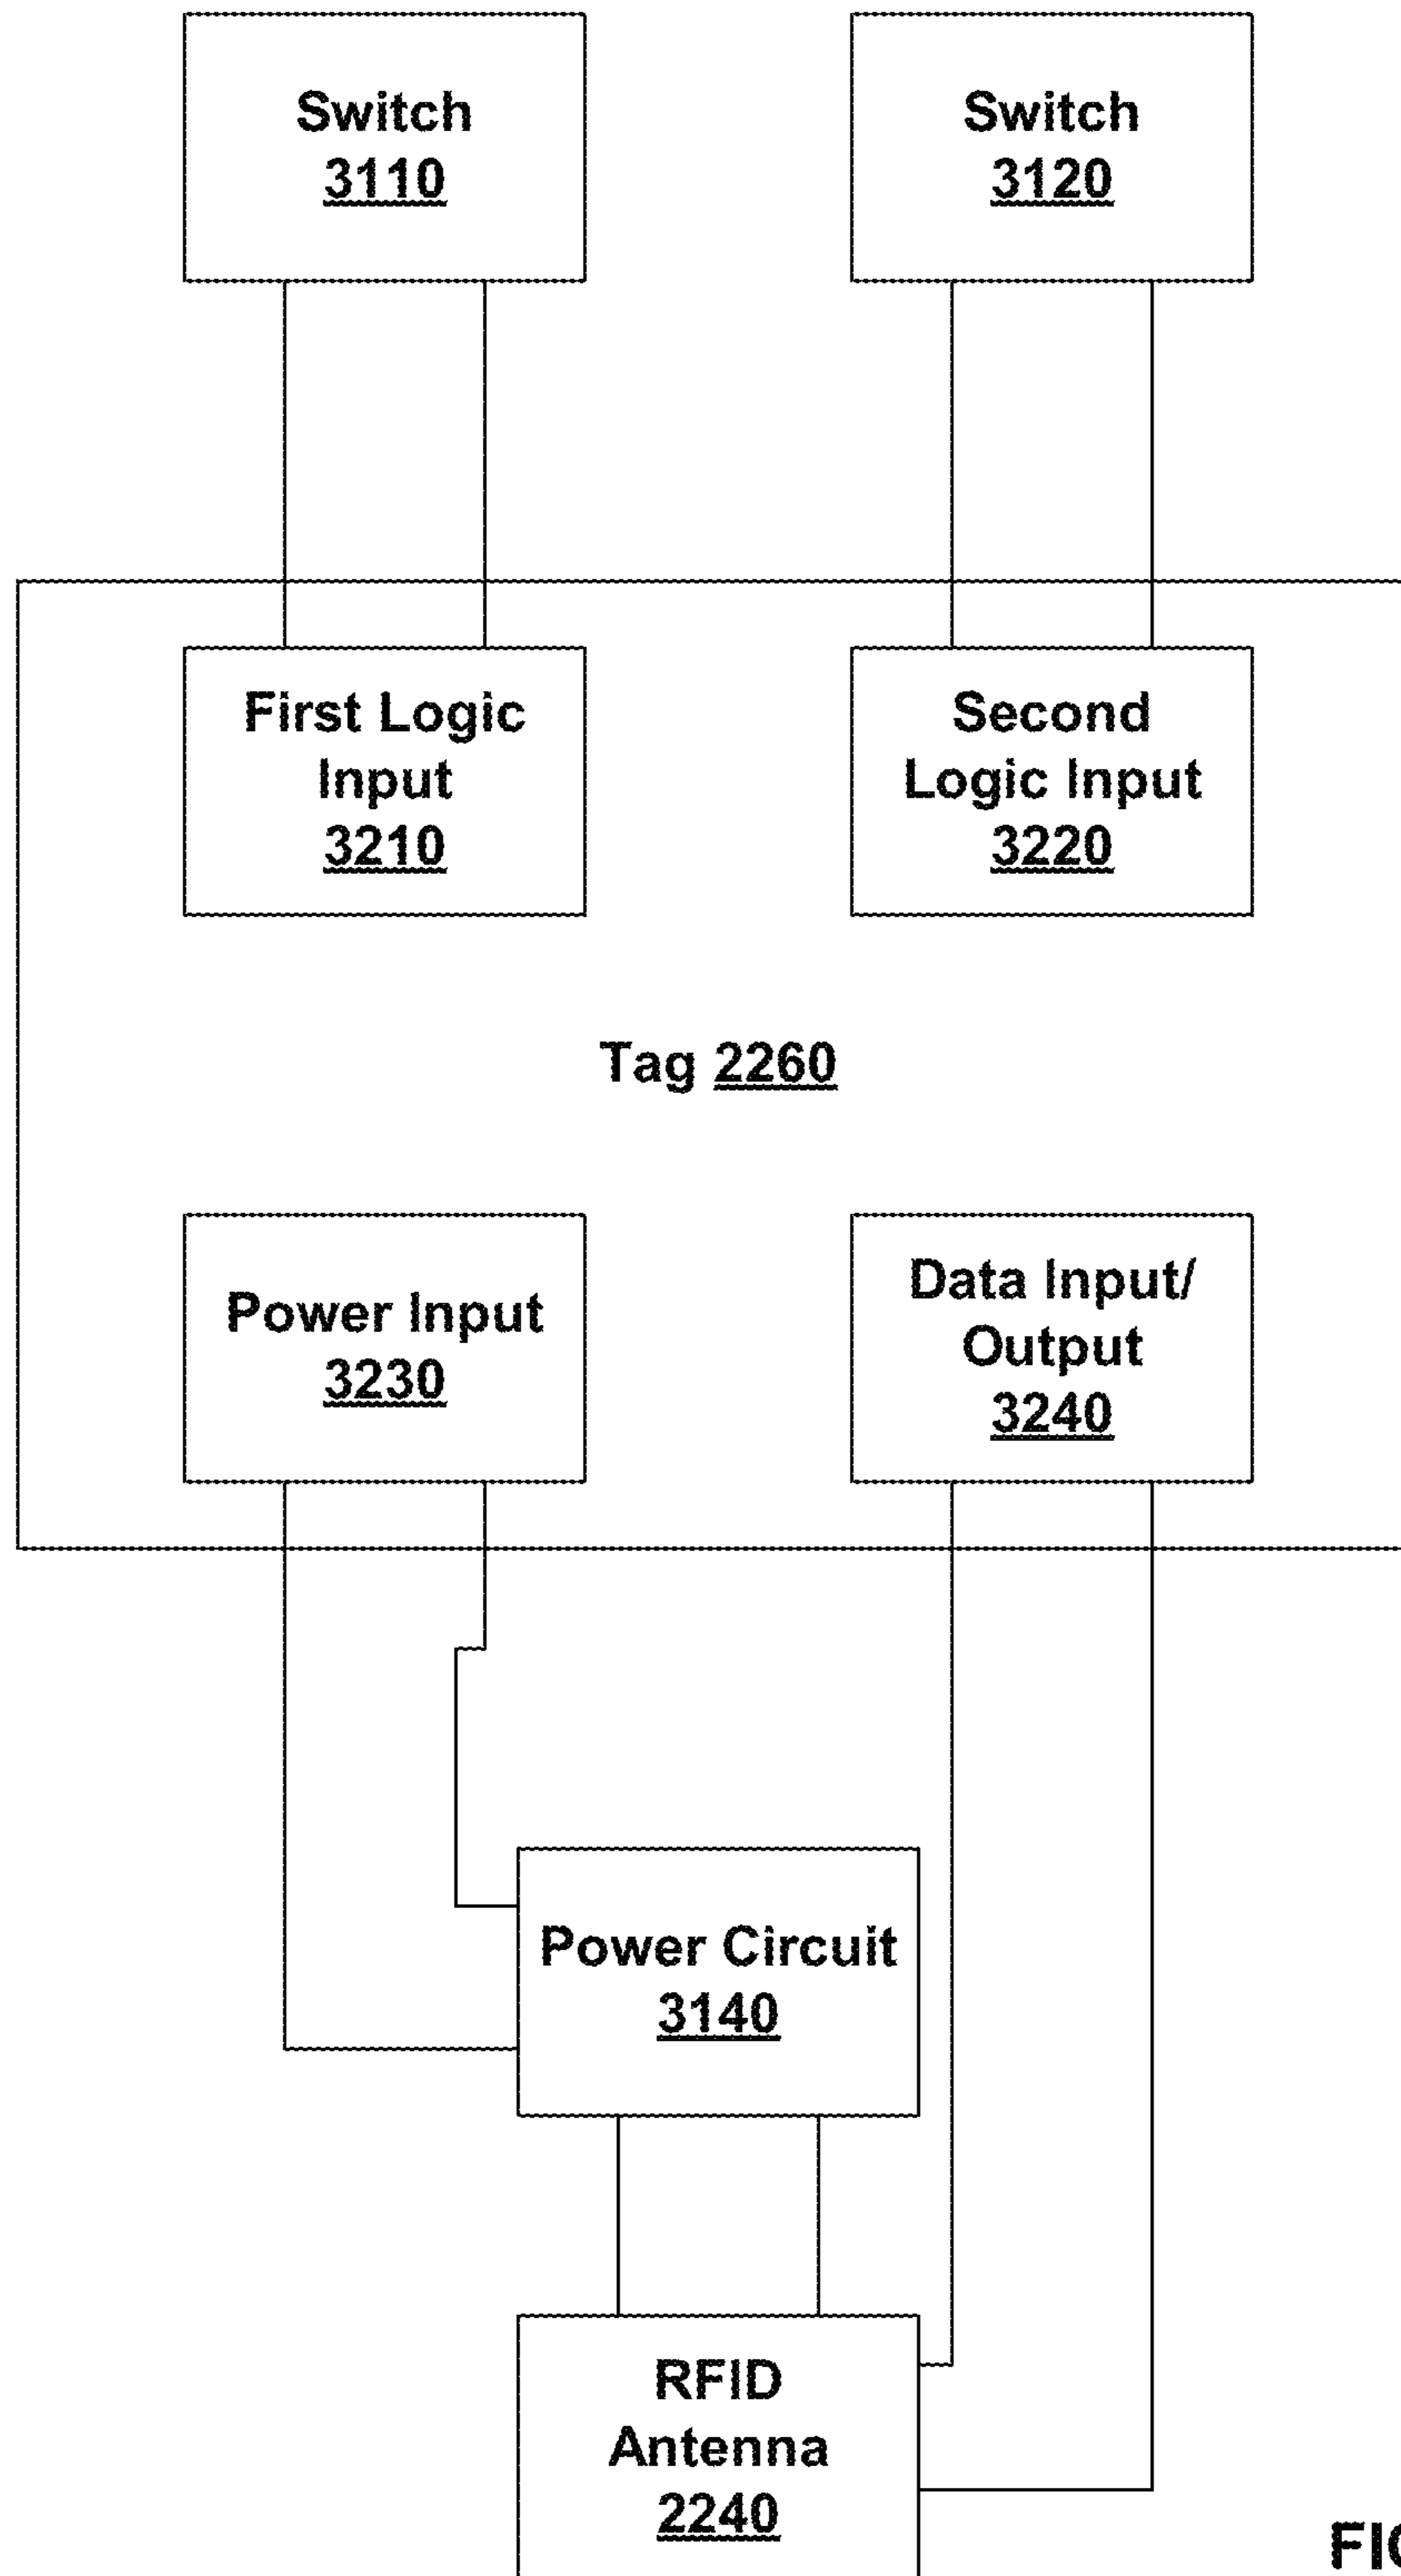 Switch
3110
Switch
3120
First Logic
Input
3210
Second
Logic Input
3220
Tag 2260
Power Input
3230
Data Input/
Output
3240
Power Circuit
3140
RFID
Antenna
2240